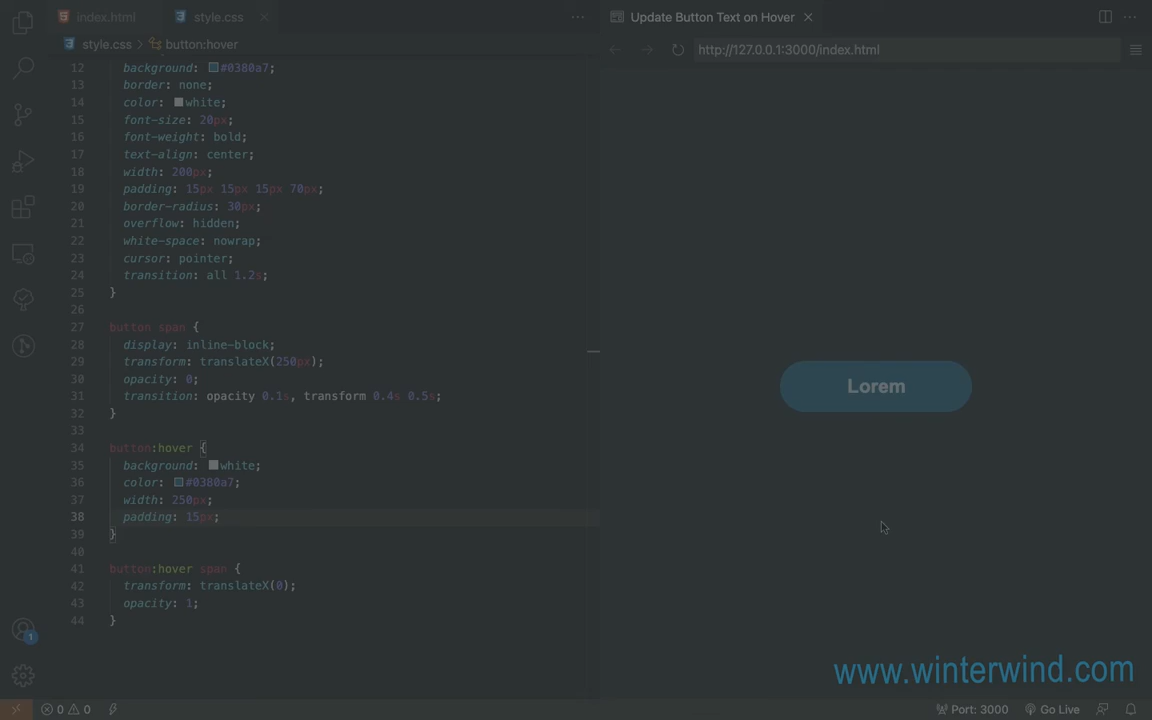 index.html
style.css
Update Button Text on Hover
style.css > button:hover
http://127.0.0.1:3000/index.html
12 background: #0380a7;
13 border: none;
14 color: white;
15 font-size: 20px;
16 font-weight: bold;
17 text-align: center;
18 width: 200px;
19 padding: 15px 15px 15px 70px;
20 border-radius: 30px;
21 overflow: hidden;
22 white-space: nowrap;
23 cursor: pointer;
24 transition: all 1.2s;
25 }
26
27 button span {
28 display: inline-block;
29 transform: translateX(250px);
30 opacity: 0;
31 transition: opacity 0.1s, transform 0.4s 0.5s;
32 }
33
34 button:hover {
35 background: white;
36 color: #0380a7;
37 width: 250px;
38 padding: 15px;
39 }
40
41 button:hover span {
42 transform: translateX(0);
43 opacity: 1;
44 }
Lorem
1
www.winterwind.com
0 0
Port: 3000
Go Live